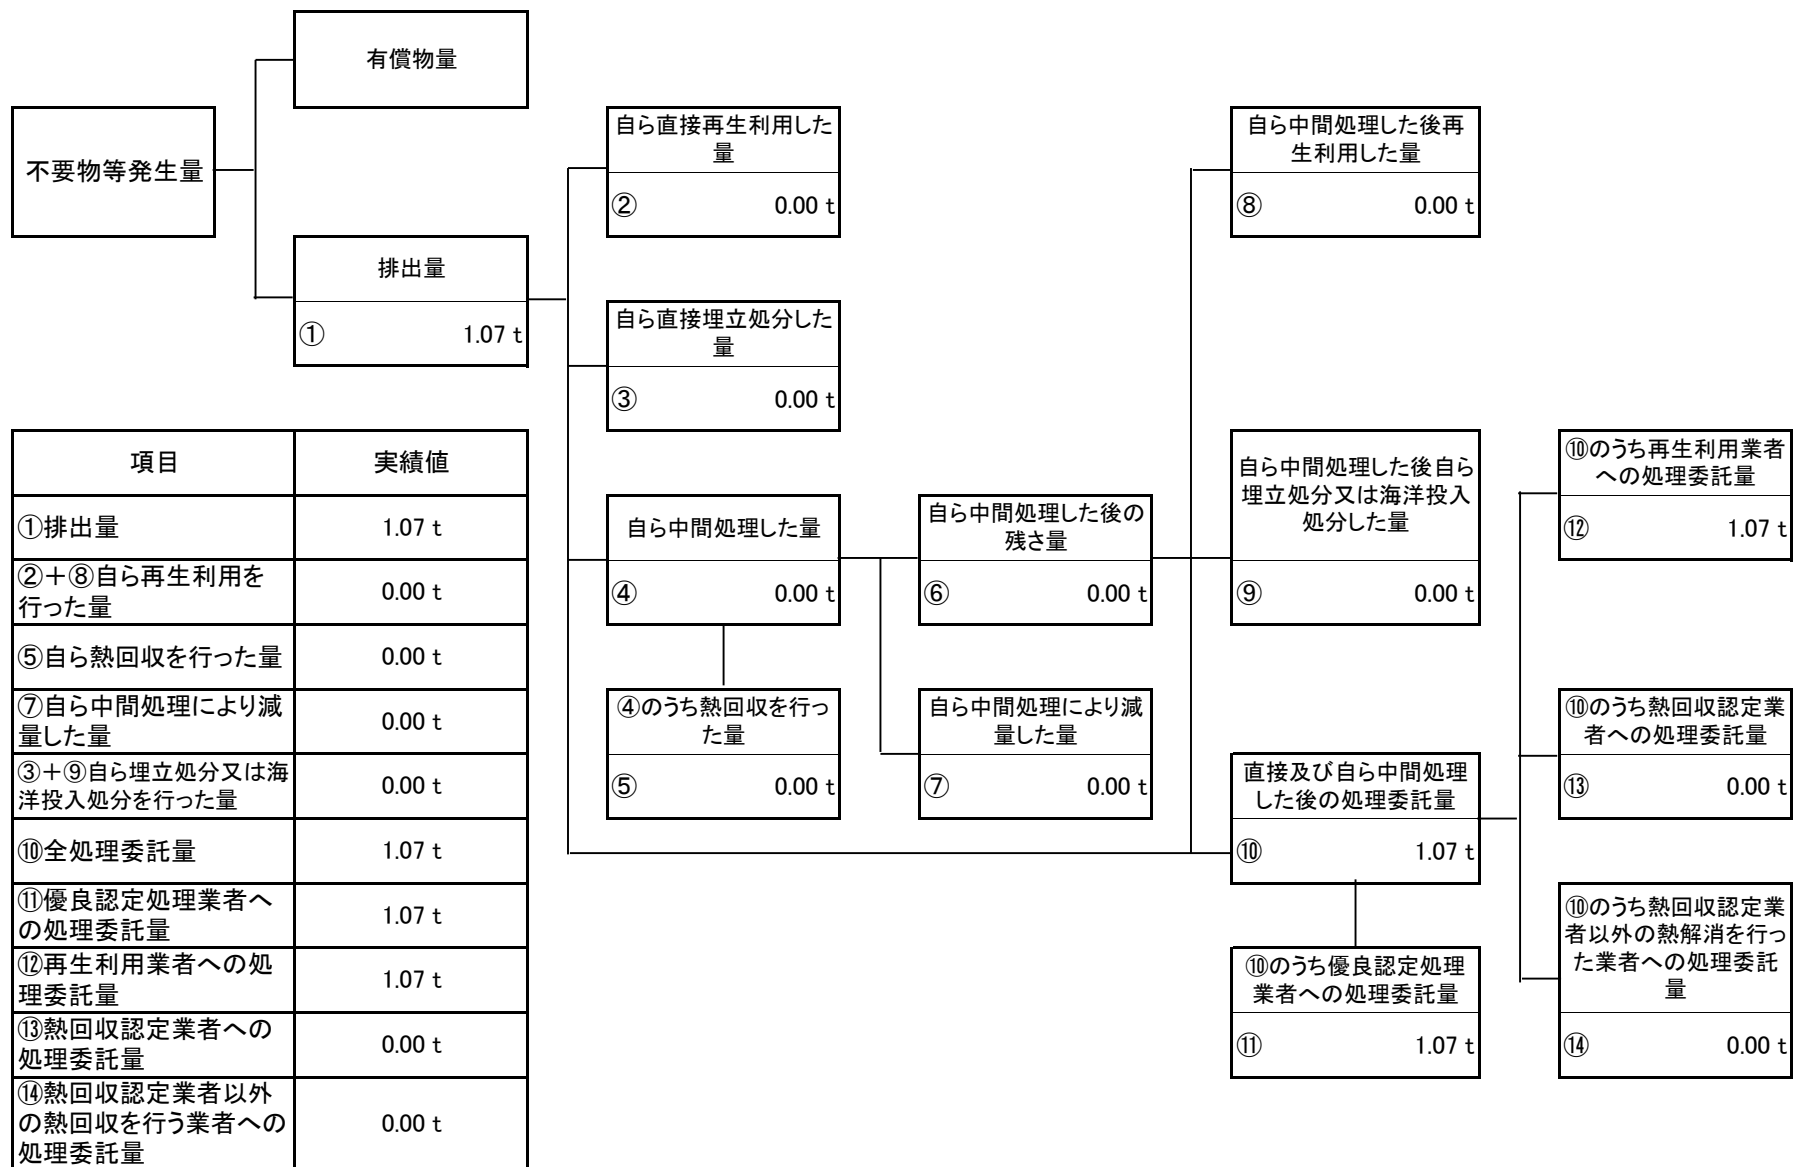 有償物量
不要物等発生量
排出量
① 1.07 t
自ら直接再生利用した
量
② 0.00 t
自ら直接埋立処分した
量
③ 0.00 t
自ら中間処理した量
④ 0.00 t
④のうち熱回収を行っ
た量
⑤ 0.00 t
自ら中間処理した後の
残さ量
⑥ 0.00 t
自ら中間処理により減
量した量
⑦ 0.00 t
自ら中間処理した後再
生利用した量
⑧ 0.00 t
自ら中間処理した後自ら
埋立処分又は海洋投入
処分した量
⑨ 0.00 t
直接及び自ら中間処理
した後の処理委託量
⑩ 1.07 t
⑩のうち優良認定処理
業者への処理委託量
⑪ 1.07 t
⑩のうち再生利用業者
への処理委託量
⑫ 1.07 t
⑩のうち熱回収認定業
者への処理委託量
⑬ 0.00 t
⑩のうち熱回収認定業
者以外の熱解消を行っ
た業者への処理委託
量
⑭ 0.00 t
項目 実績値
①排出量 1.07 t
②＋⑧自ら再生利用を
行った量 0.00 t
⑤自ら熱回収を行った量 0.00 t
⑦自ら中間処理により減
量した量 0.00 t
③＋⑨自ら埋立処分又は海
洋投入処分を行った量 0.00 t
⑩全処理委託量 1.07 t
⑪優良認定処理業者へ
の処理委託量 1.07 t
⑫再生利用業者への処
理委託量 1.07 t
⑬熱回収認定業者への
処理委託量 0.00 t
⑭熱回収認定業者以外
の熱回収を行う業者への
処理委託量 0.00 t